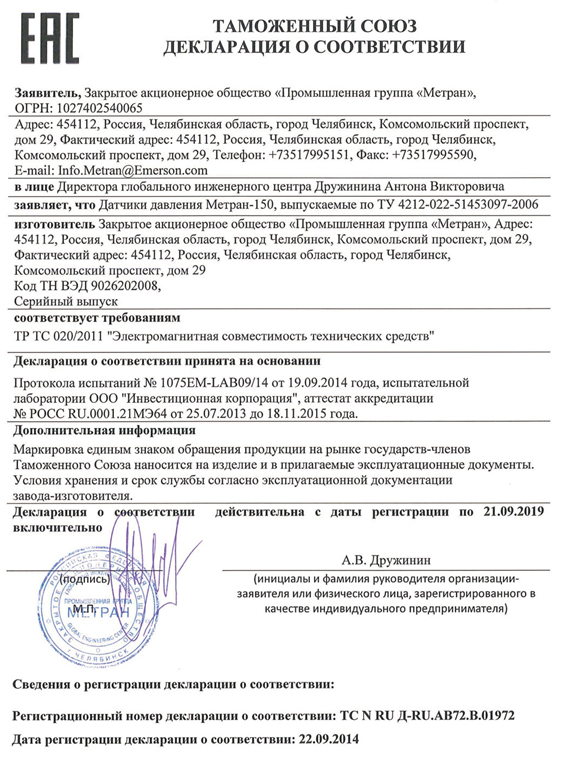 ЕАС
ТАМОЖЕННЫЙ СОЮЗ
ДЕКЛАРАЦИЯ О СООТВЕТСТВИИ
Заявитель, Закрытое акционерное общество «Промышленная группа «Метран»,
ОГРН: 1027402540065
Адрес: 454112, Россия, Челябинская область, город Челябинск, Комсомольский проспект,
дом 29, Фактический адрес: 454112, Россия, Челябинская область, город Челябинск,
Комсомольский проспект, дом 29, Телефон: +73517995151, Факс: +73517995590,
E-mail: Info.Metran@Emerson.com
в лице Директора глобального инженерного центра Дружинина Антона Викторовича
заявляет, что Датчики давления Метран-150, выпускаемые по ТУ 4212-022-51453097-2006
изготовитель Закрытое акционерное общество «Промышленная группа «Метран», Адрес:
454112, Россия, Челябинская область, город Челябинск, Комсомольский проспект, дом 29,
Фактический адрес: 454112, Россия, Челябинская область, город Челябинск,
Комсомольский проспект, дом 29
Код ТН ВЭД 9026202008,
Серийный выпуск
соответствует требованиям
ТР ТС 020/2011 "Электромагнитная совместимость технических средств"
Декларация о соответствии принята на основании
Протокола испытаний № 1075EM-LAB09/14 от 19.09.2014 года, испытательной
лаборатории ООО "Инвестиционная корпорация", аттестат аккредитации
№ РОСС RU.0001.21МЭ64 от 25.07.2013 до 18.11.2015 года.
Дополнительная информация
Маркировка единым знаком обращения продукции на рынке государств-членов
Таможенного Союза наносится на изделие и в прилагаемые эксплуатационные документы.
Условия хранения и срок службы согласно эксплуатационной документации
завода-изготовителя.
Декларация о соответствии действительна с даты регистрации по 21.09.2019
включительно
А.В. Дружинин
(подпись)
М.П.
(инициалы и фамилия руководителя организации-
заявителя или физического лица, зарегистрированного в
качестве индивидуального предпринимателя)
РОССИЙСКАЯ ФЕДЕРАЦИЯ
ЗАКРЫТОЕ АКЦИОНЕРНОЕ ОБЩЕСТВО
ПРОМЫШЛЕННАЯ ГРУППА
МЕТРАН
GLOBAL ENGINEERING CENTER
Г. ЧЕЛЯБИНСК
Сведения о регистрации декларации о соответствии:
Регистрационный номер декларации о соответствии: ТС N RU Д-RU.АВ72.В.01972
Дата регистрации декларации о соответствии: 22.09.2014